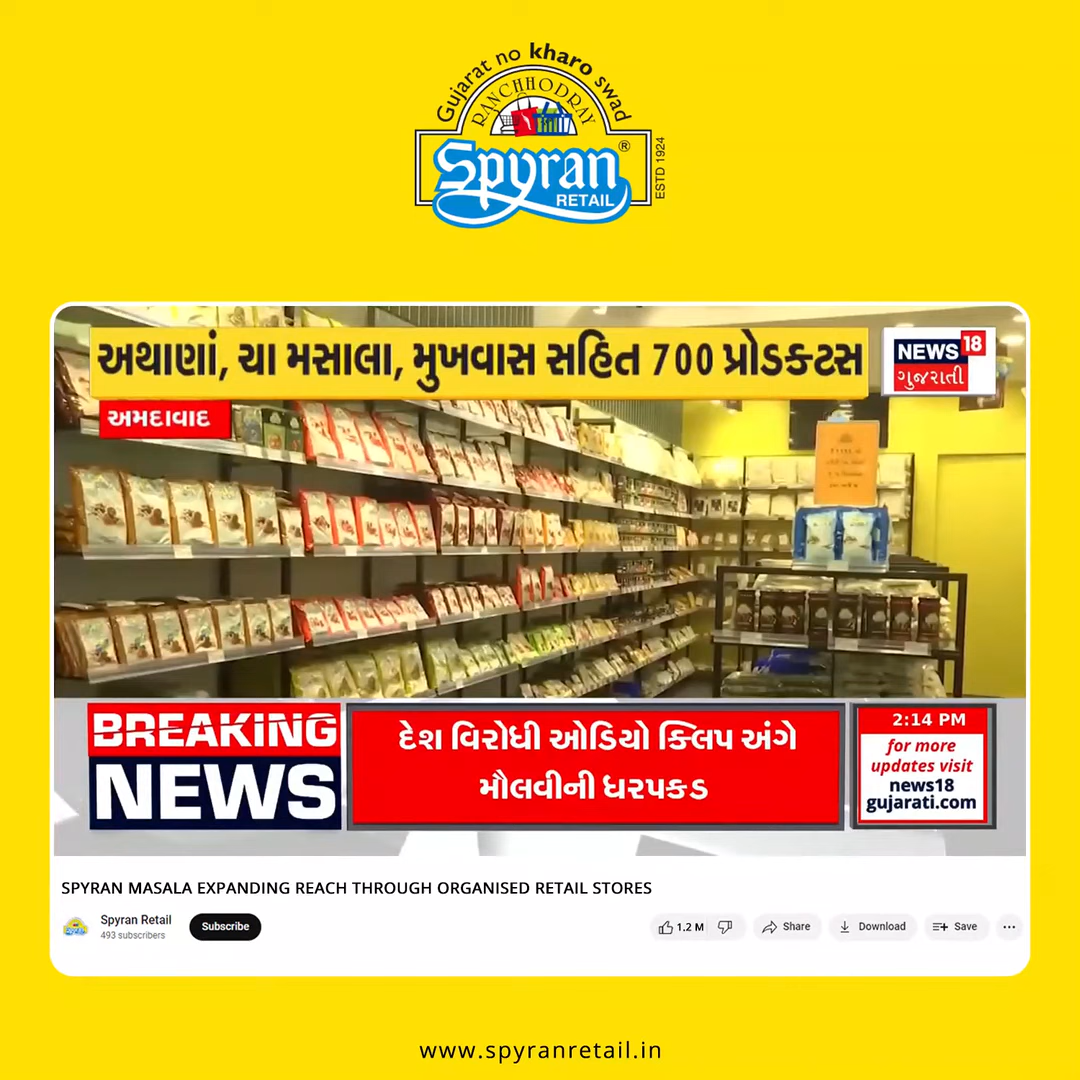 Gujarat no kharo swad
RANCHHODRAY
Spyran®
RETAIL
ESTD 1924
અથાણાં, ચા મસાલા, મુખવાસ સહિત 700 પ્રોડક્ટસ
NEWS 18
ગુજરાતી
અમદાવાદ
BREAKING
NEWS
દેશ વિરોધી ઓડિયો ક્લિપ અંગે
મૌલવીની ધરપકડ
2:14 PM
for more
updates visit
news18
gujarati.com
SPYRAN MASALA EXPANDING REACH THROUGH ORGANISED RETAIL STORES
Spyran Retail
493 subscribers
Subscribe
1.2 M
Share
Download
Save
www.spyranretail.in